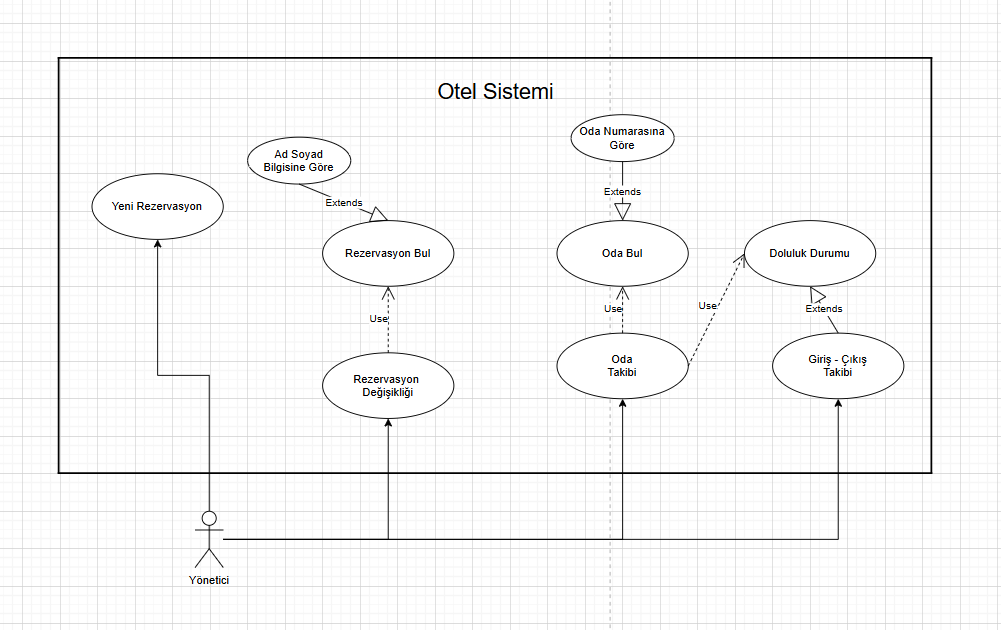 Otel Sistemi
Oda Numarasına
Göre
Ad Soyad
Bilgisine Göre
Extends
Extends
Yeni Rezervasyon
Rezervasyon Bul
Oda Bul
Doluluk Durumu
Use
Use
Use
Extends
Rezervasyon
Değişikliği
Oda
Takibi
Giriş - Çıkış
Takibi
Yönetici